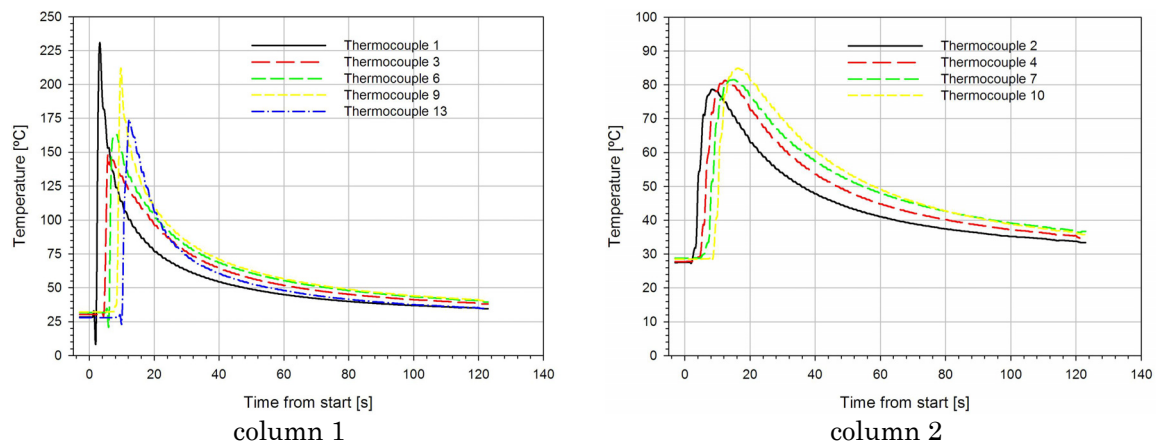 250
225
200
175
150
125
100
75
50
25
0
Temperature [ºC]
Thermocouple 1
Thermocouple 3
Thermocouple 6
Thermocouple 9
Thermocouple 13
0 20 40 60 80 100 120 140
Time from start [s]
column 1
100
90
80
70
60
50
40
30
20
10
0
Temperature [ºC]
Thermocouple 2
Thermocouple 4
Thermocouple 7
Thermocouple 10
0 20 40 60 80 100 120 140
Time from start [s]
column 2